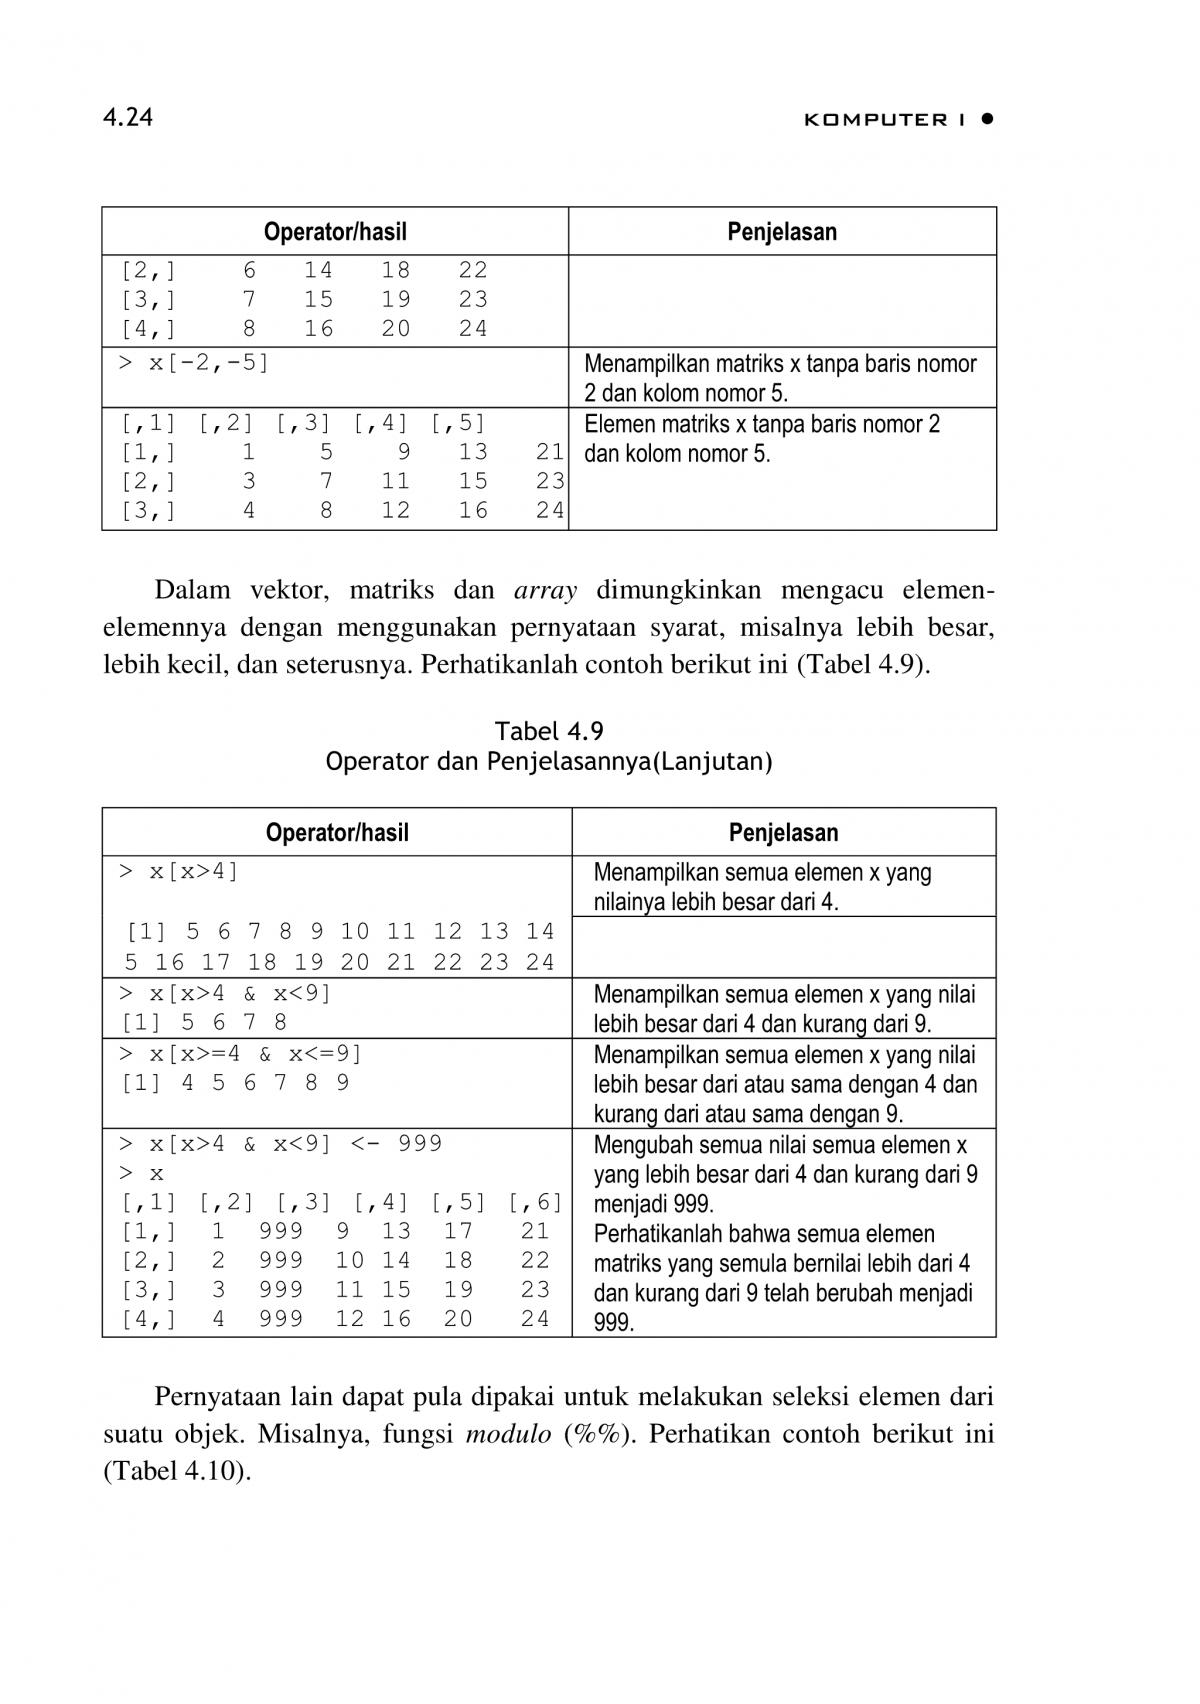 4.24 KOMPUTER I ●
Operator/hasil Penjelasan
[2,] 6 14 18 22
[3,] 7 15 19 23
[4,] 8 16 20 24
> x[-2,-5] Menampilkan matriks x tanpa baris nomor
2 dan kolom nomor 5.
[,1] [,2] [,3] [,4] [,5] Elemen matriks x tanpa baris nomor 2
[1,] 1 5 9 13 21 dan kolom nomor 5.
[2,] 3 7 11 15 23
[3,] 4 8 12 16 24
Dalam vektor, matriks dan array dimungkinkan mengacu elemen-
elemennya dengan menggunakan pernyataan syarat, misalnya lebih besar,
lebih kecil, dan seterusnya. Perhatikanlah contoh berikut ini (Tabel 4.9).
Tabel 4.9
Operator dan Penjelasannya(Lanjutan)
Operator/hasil Penjelasan
> x[x>4] Menampilkan semua elemen x yang
nilainya lebih besar dari 4.
[1] 5 6 7 8 9 10 11 12 13 14
5 16 17 18 19 20 21 22 23 24
> x[x>4 & x<9] Menampilkan semua elemen x yang nilai
[1] 5 6 7 8 lebih besar dari 4 dan kurang dari 9.
> x[x>=4 & x<=9] Menampilkan semua elemen x yang nilai
[1] 4 5 6 7 8 9 lebih besar dari atau sama dengan 4 dan
kurang dari atau sama dengan 9.
> x[x>4 & x<9] <- 999 Mengubah semua nilai semua elemen x
> x yang lebih besar dari 4 dan kurang dari 9
[,1] [,2] [,3] [,4] [,5] [,6] menjadi 999.
[1,] 1 999 9 13 17 21 Perhatikanlah bahwa semua elemen
[2,] 2 999 10 14 18 22 matriks yang semula bernilai lebih dari 4
[3,] 3 999 11 15 19 23 dan kurang dari 9 telah berubah menjadi
[4,] 4 999 12 16 20 24 999.
Pernyataan lain dapat pula dipakai untuk melakukan seleksi elemen dari
suatu objek. Misalnya, fungsi modulo (%%). Perhatikan contoh berikut ini
(Tabel 4.10).